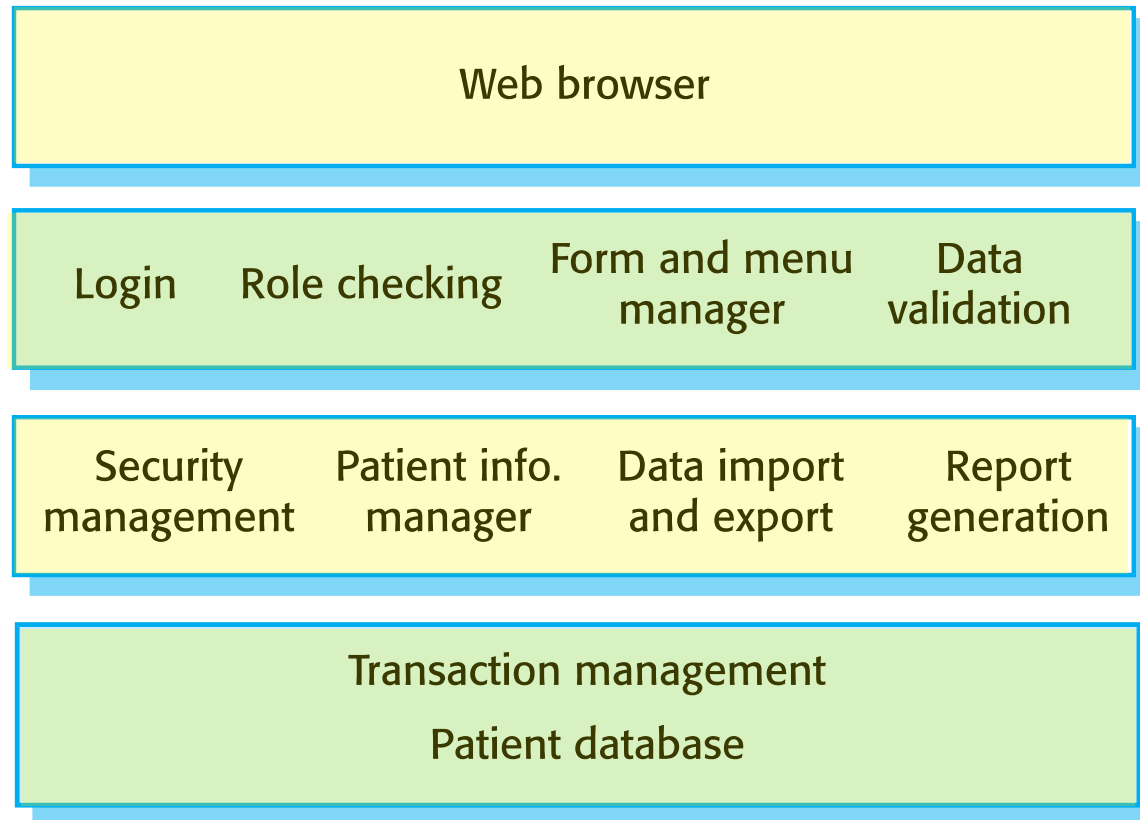 Web browser
Login
Role checking
Form and menu
manager
Data
validation
Security
management
Patient info.
manager
Data import
and export
Report
generation
Transaction management
Patient database